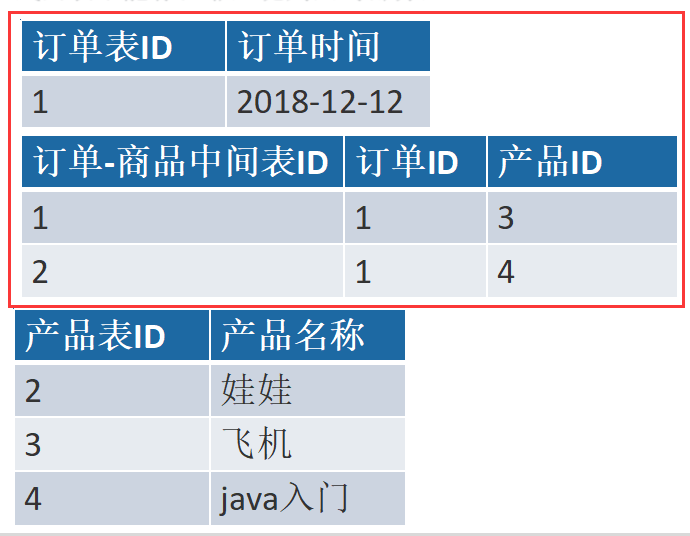 订单表ID 订单时间
1 2018-12-12
订单-商品中间表ID 订单ID 产品ID
1 1 3
2 1 4
产品表ID 产品名称
2 娃娃
3 飞机
4 java入门